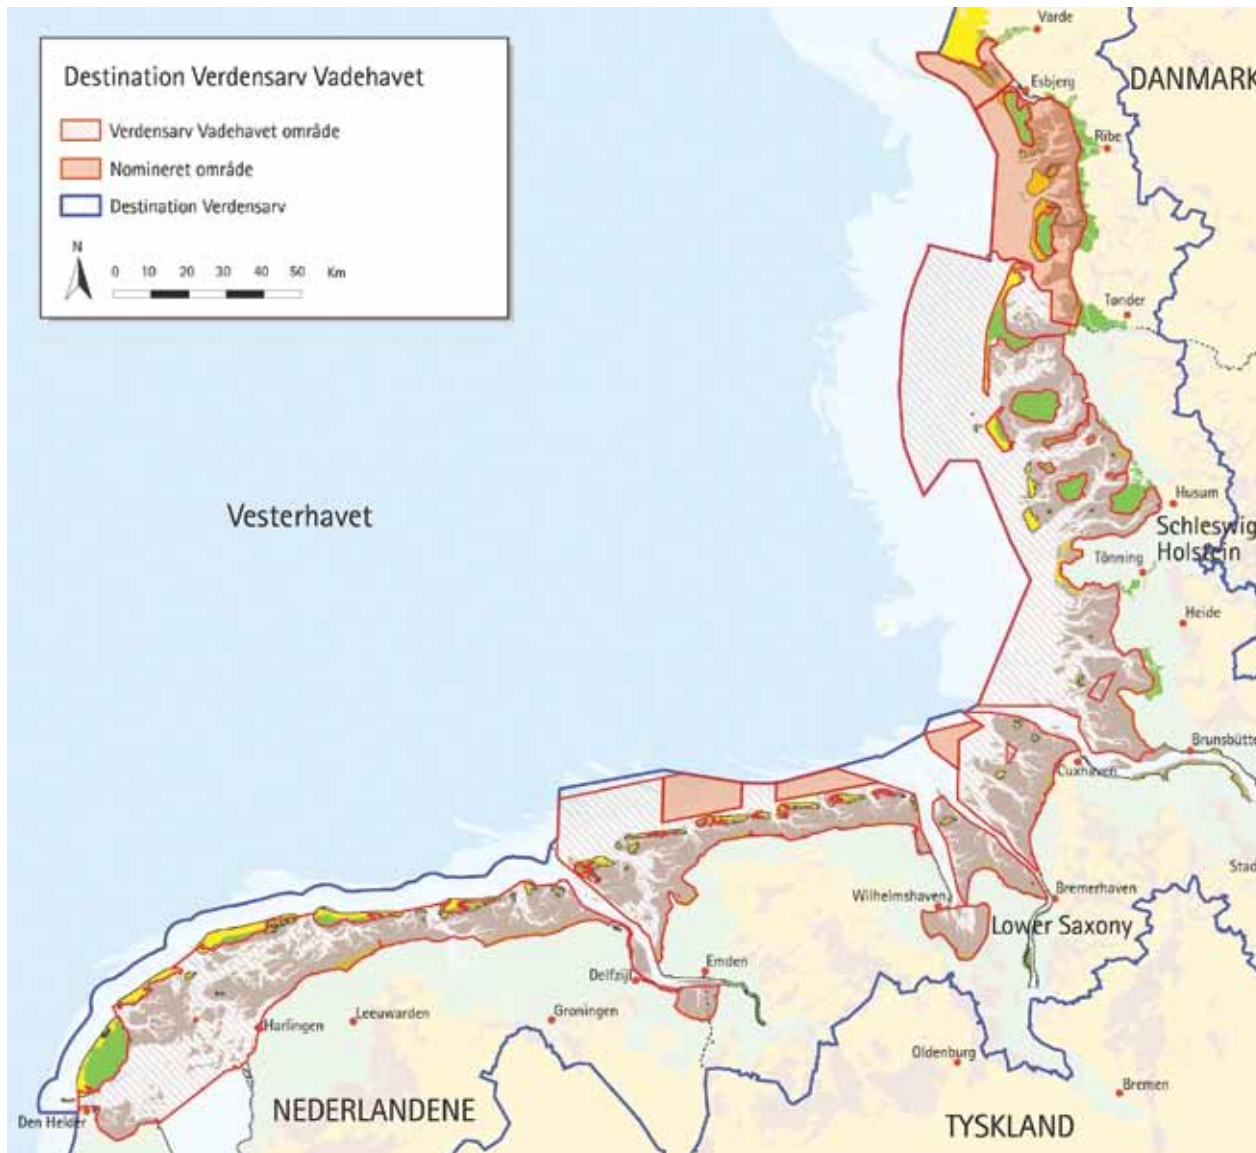 Destination Verdensarv Vadehavet
Verdensarv Vadehavet område
Nomineret område
Destination Verdensarv
N
0 10 20 30 40 50 Km
Varde
DANMARK
Esbjerg
Ribe
Tønder
Vesterhavet
Husum
Schleswig
Holstein
Tönning
Heide
Brunsbütte
Cuxhaven
Stad
Wilhelmshaven
Bremerhaven
Lower Saxony
Emden
Delfzijl
Harlingen
Leeuwarden
Groningen
Oldenburg
Bremen
Den Helder
NEDERLANDENE
TYSKLAND